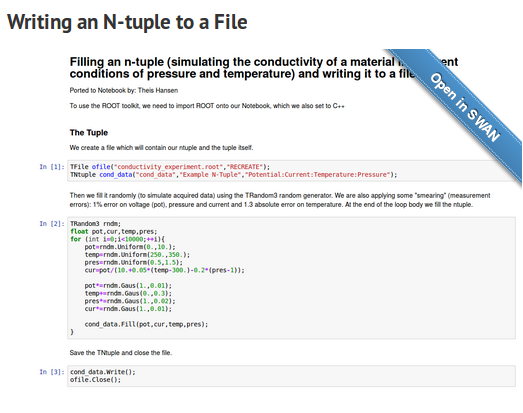 Writing an N-tuple to a File
Filling an n-tuple (simulating the conductivity of a material
conditions of pressure and temperature) and writing it to a file
Ported to Notebook by: Theis Hansen
To use the ROOT toolkit, we need to import ROOT onto our Notebook, which we also set to C++
Open in SWAN
The Tuple
We create a file which will contain our ntuple and the tuple itself.
In [1]: TFile ofile("conductivity_experiment.root","RECREATE");
TNtuple cond_data("cond_data","Example N-Tuple","Potential:Current:Temperature:Pressure");
Then we fill it randomly (to simulate acquired data) using the TRandom3 random generator. We are also applying some "smearing" (measurement
errors): 1% error on voltage (pot), pressure and current and 1.3 absolute error on temperature. At the end of the loop body we fill the ntuple.
In [2]: TRandom3 rndm;
float pot,cur,temp,pres;
for (int i=0;i<10000;++i){
pot=rndm.Uniform(0.,10.);
temp=rndm.Uniform(250.,350.);
pres=rndm.Uniform(0.5,1.5);
cur=pot/(10.+0.05*(temp-300.)-0.2*(pres-1));
pot*=rndm.Gaus(1.,0.01);
temp+=rndm.Gaus(0.,0.3);
pres*=rndm.Gaus(1.,0.02);
cur*=rndm.Gaus(1.,0.01);
cond_data.Fill(pot,cur,temp,pres);
}
Save the TNtuple and close the file.
In [3]: cond_data.Write();
ofile.Close();